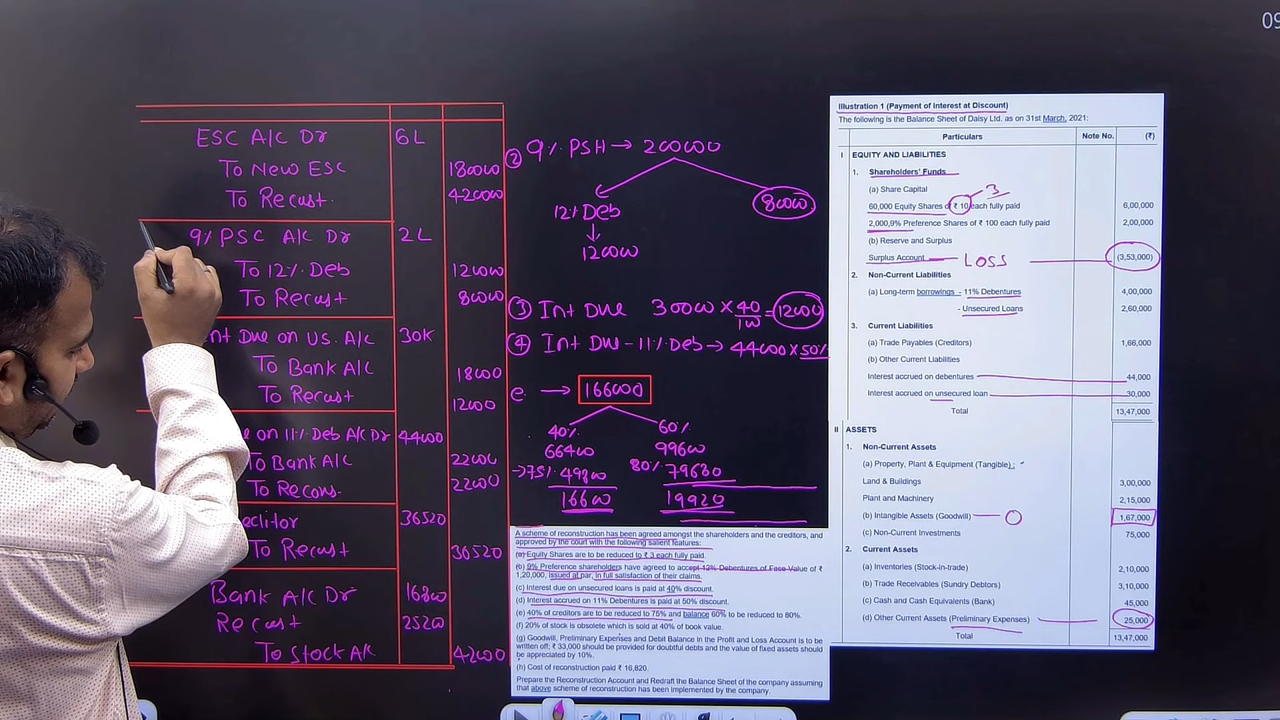 09
ESC A/C Dr 6L
To New Esc 180000
To Recust. 420000
9% PSC A/C Dr 2L
To 12% Deb 120000
To Recust 80000
nt Due on US. A/c 30K
To Bank A/c 18000
To Recust 12000
e on 11% Deb A/c Dr 44000
To Bank A/c 22000
To Recons. 22000
editor 36520
To Recust 36520
Bank A/c Dr 16800
Recust 25200
To Stock A/c 42000
② 9% PSH → 200000
12% Deb 80000
120000
③ Int Due 30000 × 40/100 = 12000
④ Int Due - 11% Deb → 44000 × 50%
e. → 166000
40% 60%
66400 99600
→75% 49800 80% 79680
16600 19920
A scheme of reconstruction has been agreed amongst the shareholders and the creditors, and
approved by the court with the following salient features:
(a) Equity Shares are to be reduced to ₹ 3 each fully paid.
(b) 9% Preference shareholders have agreed to accept 12% Debentures of Face Value of ₹
1,20,000, issued at par, in full satisfaction of their claims.
(c) Interest due on unsecured loans is paid at 40% discount.
(d) Interest accrued on 11% Debentures is paid at 50% discount.
(e) 40% of creditors are to be reduced to 75% and balance 60% to be reduced to 80%.
(f) 20% of stock is obsolete which is sold at 40% of book value.
(g) Goodwill, Preliminary Expenses and Debit Balance in the Profit and Loss Account is to be
written off; ₹ 33,000 should be provided for doubtful debts and the value of fixed assets should
be appreciated by 10%.
(h) Cost of reconstruction paid ₹ 16,820.
Prepare the Reconstruction Account and Redraft the Balance Sheet of the company assuming
that above scheme of reconstruction has been implemented by the company.
Illustration 1 (Payment of Interest at Discount)
The following is the Balance Sheet of Daisy Ltd. as on 31st March, 2021:
Particulars Note No. (₹)
I EQUITY AND LIABILITIES
1. Shareholders' Funds
(a) Share Capital 3
60,000 Equity Shares of ₹ 10 each fully paid 6,00,000
2,000,9% Preference Shares of ₹ 100 each fully paid 2,00,000
(b) Reserve and Surplus
Surplus Account LOSS (3,53,000)
2. Non-Current Liabilities
(a) Long-term borrowings - 11% Debentures 4,00,000
- Unsecured Loans 2,60,000
3. Current Liabilities
(a) Trade Payables (Creditors) 1,66,000
(b) Other Current Liabilities
Interest accrued on debentures 44,000
Interest accrued on unsecured loan 30,000
Total 13,47,000
II ASSETS
1. Non-Current Assets
(a) Property, Plant & Equipment (Tangible) :
Land & Buildings 3,00,000
Plant and Machinery 2,15,000
(b) Intangible Assets (Goodwill) 1,67,000
(c) Non-Current Investments 75,000
2. Current Assets
(a) Inventories (Stock-in-trade) 2,10,000
(b) Trade Receivables (Sundry Debtors) 3,10,000
(c) Cash and Cash Equivalents (Bank) 45,000
(d) Other Current Assets (Preliminary Expenses) 25,000
Total 13,47,000